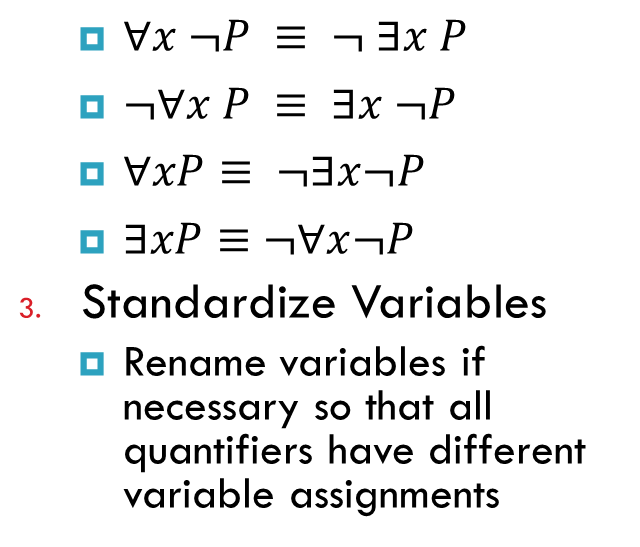 ∀x ¬P ≡ ¬ ∃x P
¬∀x P ≡ ∃x ¬P
∀xP ≡ ¬∃x¬P
∃xP ≡ ¬∀x¬P
3. Standardize Variables
Rename variables if
necessary so that all
quantifiers have different
variable assignments